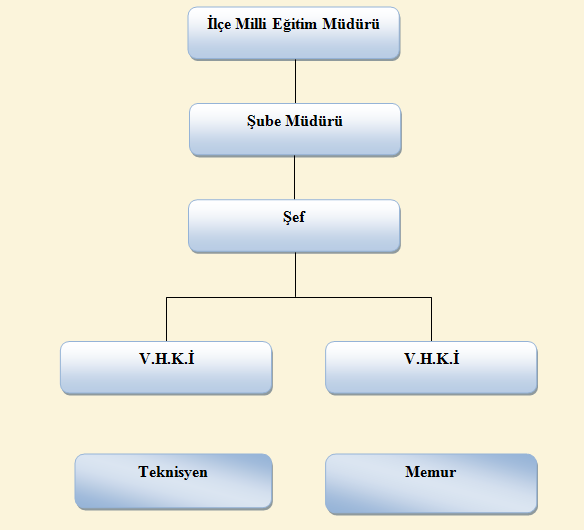 İlçe Milli Eğitim Müdürü
Şube Müdürü
Şef
V.H.K.İ
V.H.K.İ
Teknisyen
Memur